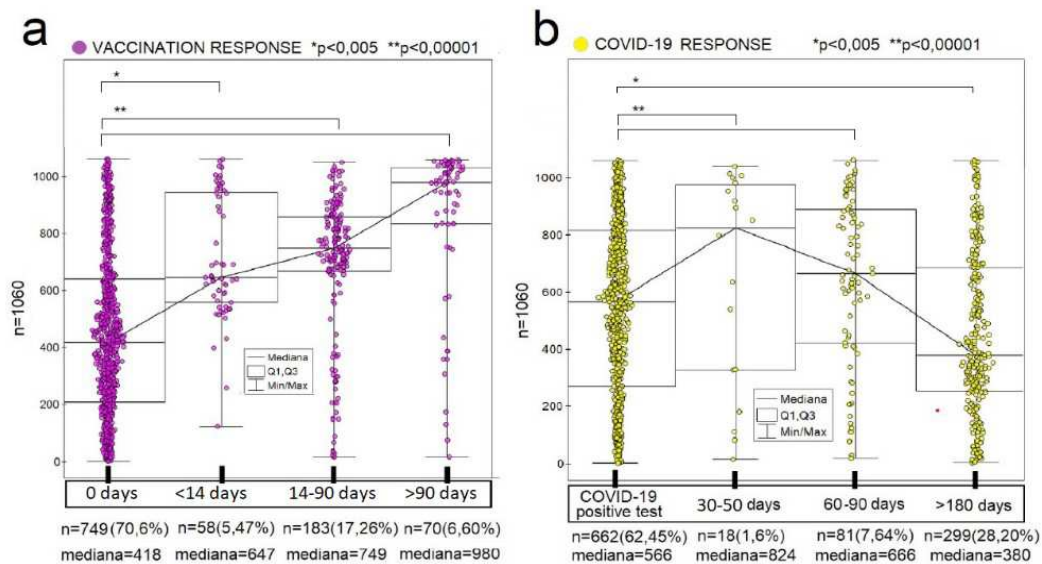 a
VACCINATION RESPONSE *p<0,005 **p<0,00001
*
**
n=1060
1000
800
600
400
200
0
Mediana
Q1,Q3
Min/Max
0 days <14 days 14-90 days >90 days
n=749(70,6%) n=58(5,47%) n=183(17,26%) n=70(6,60%)
mediana=418 mediana=647 mediana=749 mediana=980
b
COVID-19 RESPONSE *p<0,005 **p<0,00001
*
**
n=1060
1000
800
600
400
200
0
Mediana
Q1,Q3
Min/Max
COVID-19 positive test 30-50 days 60-90 days >180 days
n=662(62,45%) n=18(1,6%) n=81(7,64%) n=299(28,20%)
mediana=566 mediana=824 mediana=666 mediana=380